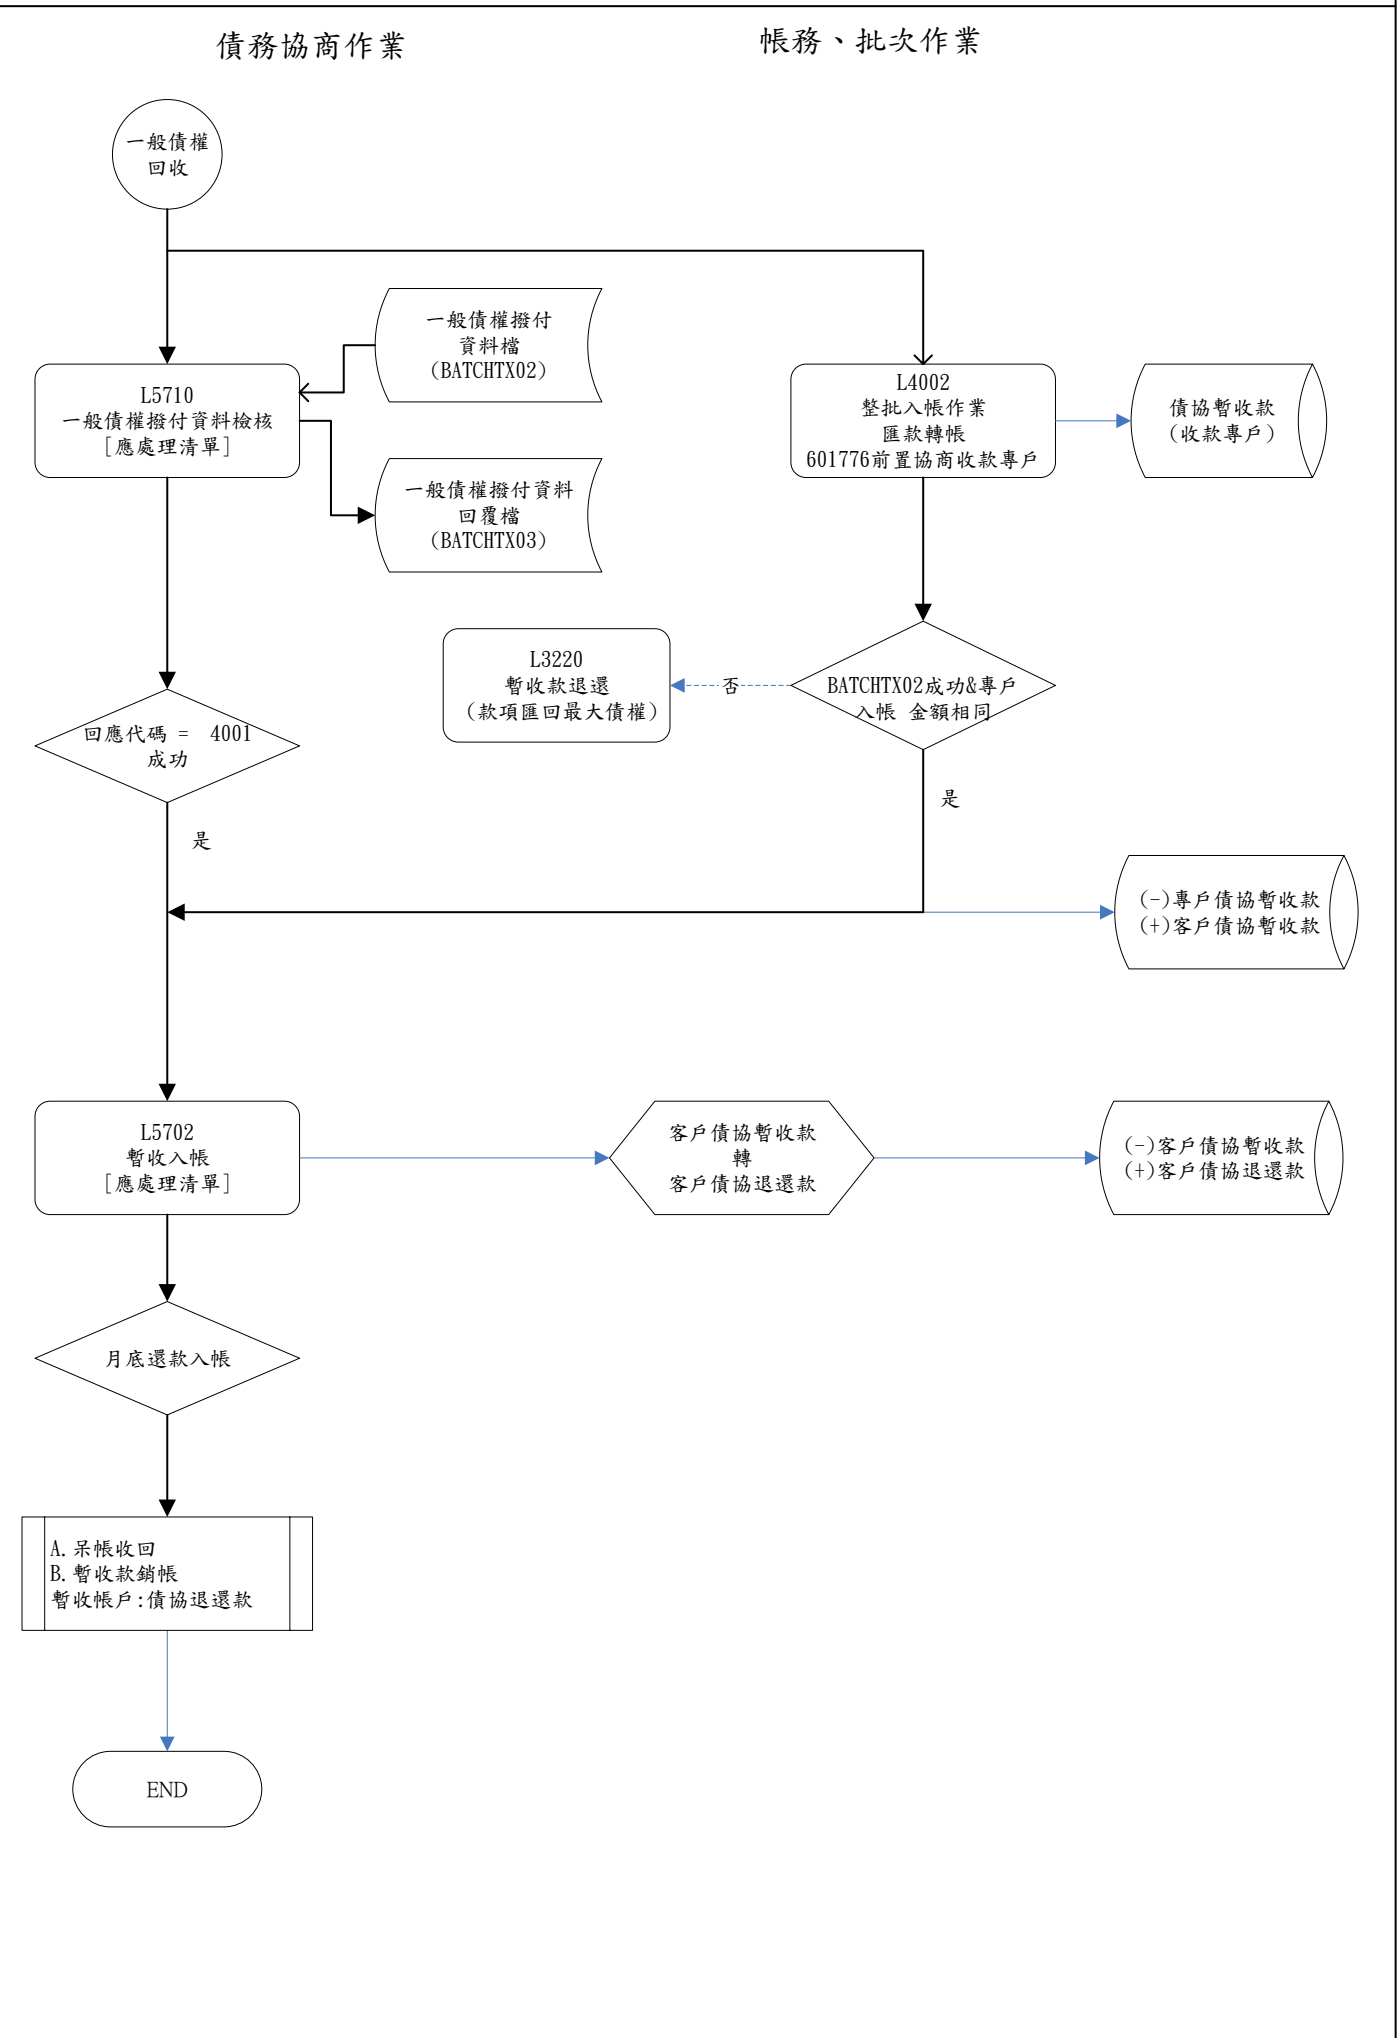 債務協商作業
帳務、批次作業
一般債權
回收
一般債權撥付
資料檔
(BATCHTX02)
L5710
一般債權撥付資料檢核
[應處理清單]
L4002
整批入帳作業
匯款轉帳
601776前置協商收款專戶
債協暫收款
(收款專戶)
一般債權撥付資料
回覆檔
(BATCHTX03)
L3220
暫收款退還
(款項匯回最大債權)
否
BATCHTX02成功&專戶
入帳 金額相同
回應代碼 = 4001
成功
是
是
(-)專戶債協暫收款
(+)客戶債協暫收款
L5702
暫收入帳
[應處理清單]
客戶債協暫收款
轉
客戶債協退還款
(-)客戶債協暫收款
(+)客戶債協退還款
月底還款入帳
A.呆帳收回
B.暫收款銷帳
暫收帳戶:債協退還款
END